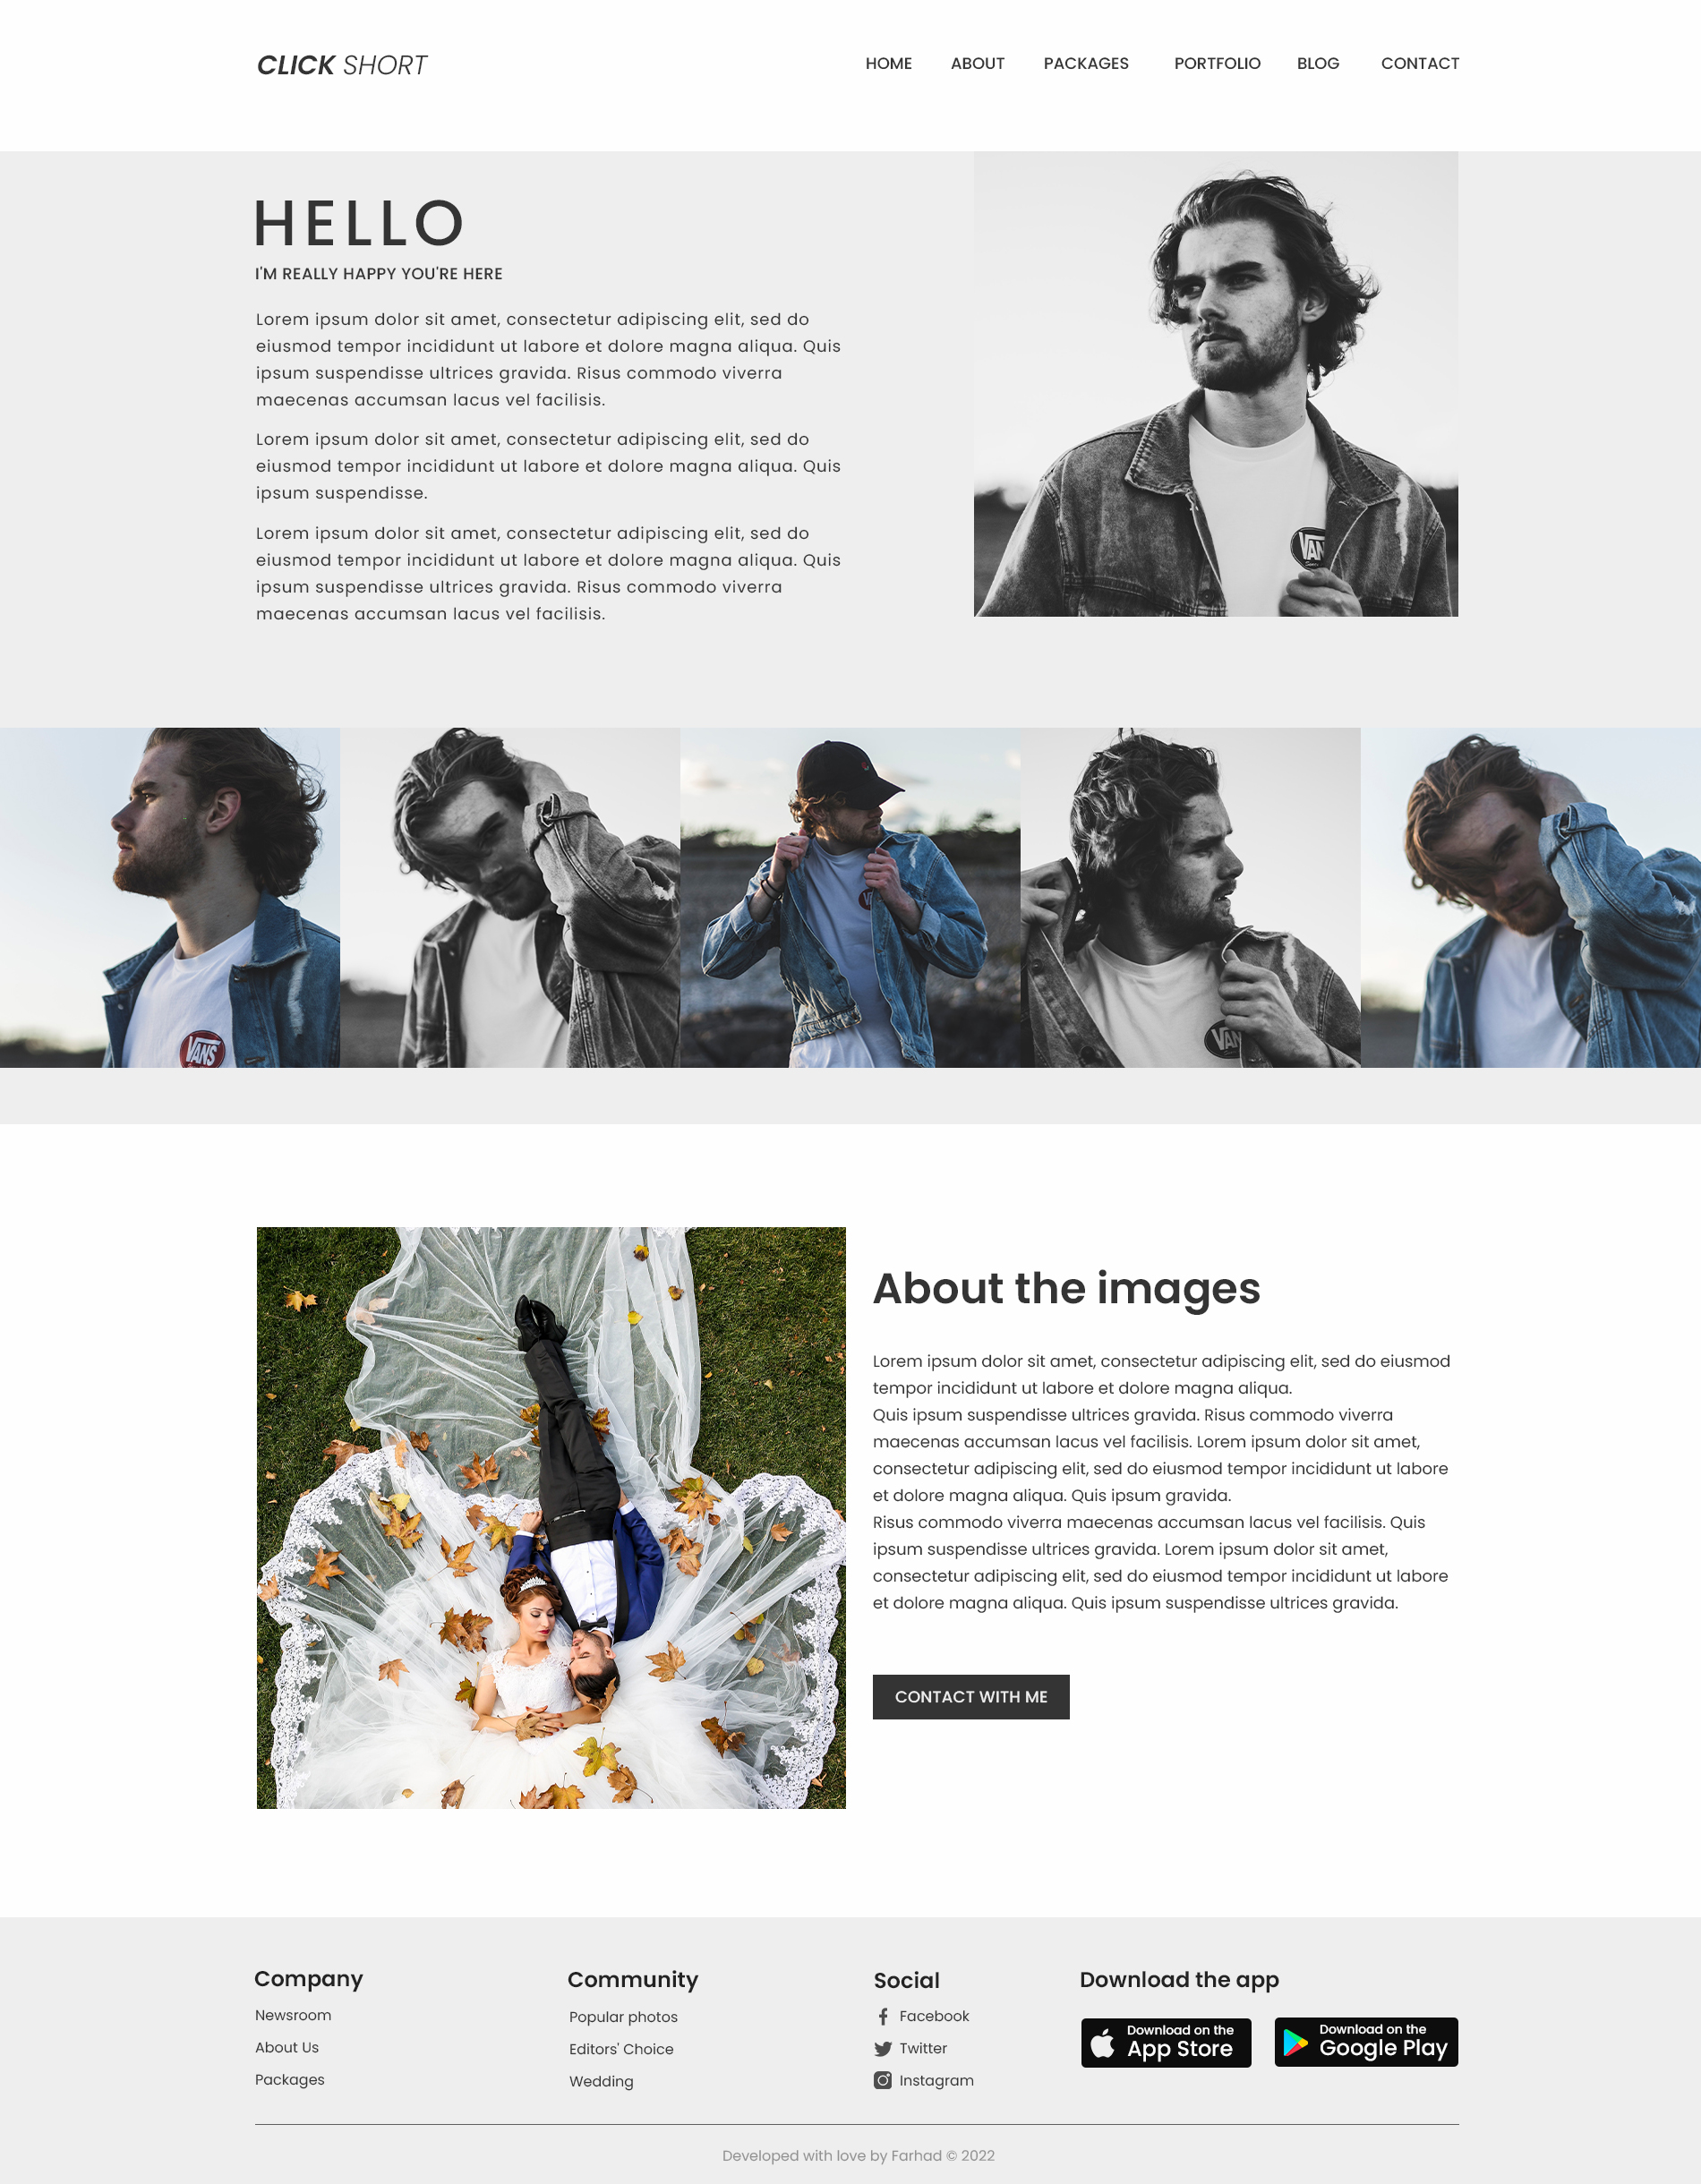 CLICK SHORT
HOME ABOUT PACKAGES PORTFOLIO BLOG CONTACT
HELLO
I'M REALLY HAPPY YOU'RE HERE
Lorem ipsum dolor sit amet, consectetur adipiscing elit, sed do
eiusmod tempor incididunt ut labore et dolore magna aliqua. Quis
ipsum suspendisse ultrices gravida. Risus commodo viverra
maecenas accumsan lacus vel facilisis.
Lorem ipsum dolor sit amet, consectetur adipiscing elit, sed do
eiusmod tempor incididunt ut labore et dolore magna aliqua. Quis
ipsum suspendisse.
Lorem ipsum dolor sit amet, consectetur adipiscing elit, sed do
eiusmod tempor incididunt ut labore et dolore magna aliqua. Quis
ipsum suspendisse ultrices gravida. Risus commodo viverra
maecenas accumsan lacus vel facilisis.
VAN
VANS
VAN
About the images
Lorem ipsum dolor sit amet, consectetur adipiscing elit, sed do eiusmod
tempor incididunt ut labore et dolore magna aliqua.
Quis ipsum suspendisse ultrices gravida. Risus commodo viverra
maecenas accumsan lacus vel facilisis. Lorem ipsum dolor sit amet,
consectetur adipiscing elit, sed do eiusmod tempor incididunt ut labore
et dolore magna aliqua. Quis ipsum gravida.
Risus commodo viverra maecenas accumsan lacus vel facilisis. Quis
ipsum suspendisse ultrices gravida. Lorem ipsum dolor sit amet,
consectetur adipiscing elit, sed do eiusmod tempor incididunt ut labore
et dolore magna aliqua. Quis ipsum suspendisse ultrices gravida.
CONTACT WITH ME
Company
Newsroom
About Us
Packages
Community
Popular photos
Editors' Choice
Wedding
Social
Facebook
Twitter
Instagram
Download the app
Download on the
App Store
Download on the
Google Play
Developed with love by Farhad © 2022